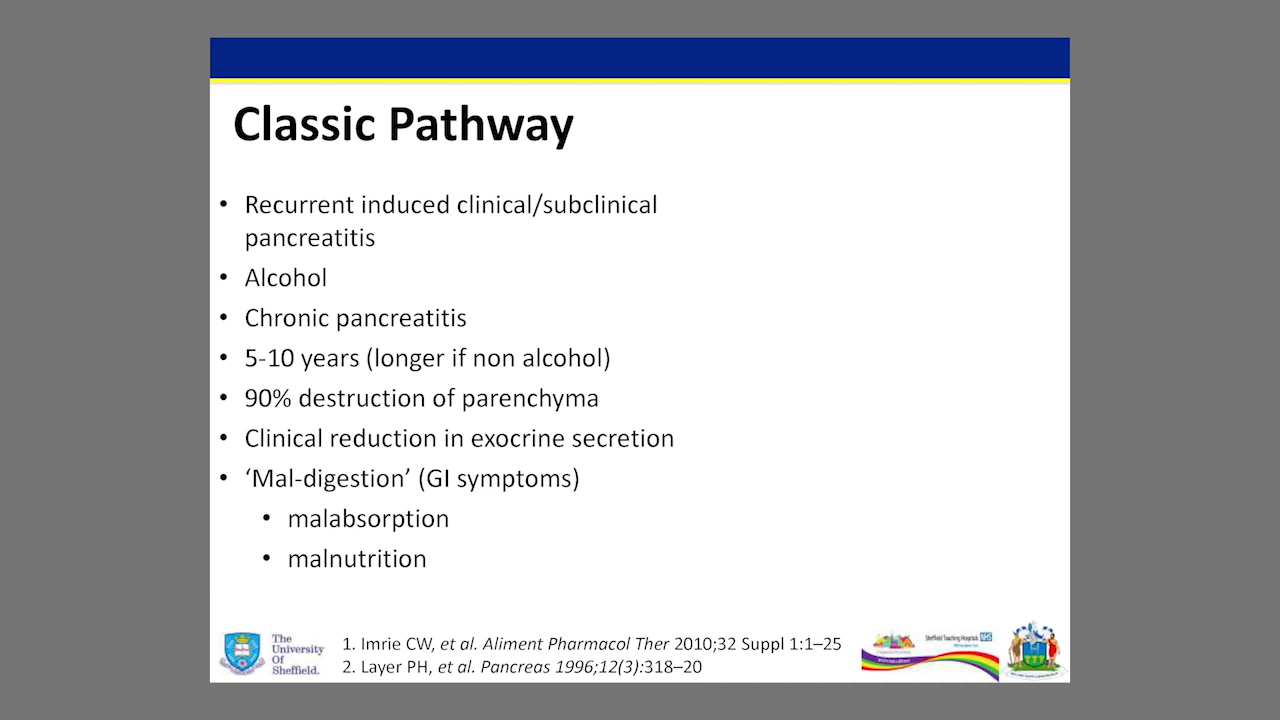 Classic Pathway
• Recurrent induced clinical/subclinical
pancreatitis
• Alcohol
• Chronic pancreatitis
• 5-10 years (longer if non alcohol)
• 90% destruction of parenchyma
• Clinical reduction in exocrine secretion
• ‘Mal-digestion’ (GI symptoms)
• malabsorption
• malnutrition
The
University
Of
Sheffield.
1. Imrie CW, et al. Aliment Pharmacol Ther 2010;32 Suppl 1:1–25
2. Layer PH, et al. Pancreas 1996;12(3):318–20
Sheffield Teaching Hospitals NHS